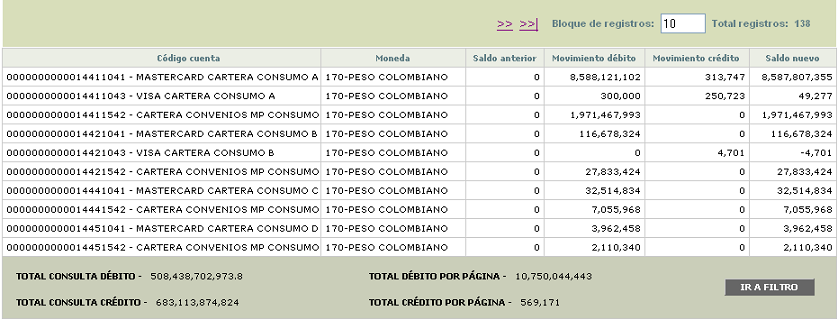 >> >>| Bloque de registros: 10 Total registros: 138
Código cuenta Moneda Saldo anterior Movimiento débito Movimiento crédito Saldo nuevo
0000000000014411041 - MASTERCARD CARTERA CONSUMO A 170-PESO COLOMBIANO 0 8,588,121,102 313,747 8,587,807,355
0000000000014411043 - VISA CARTERA CONSUMO A 170-PESO COLOMBIANO 0 300,000 250,723 49,277
0000000000014411542 - CARTERA CONVENIOS MP CONSUMO 170-PESO COLOMBIANO 0 1,971,467,993 0 1,971,467,993
0000000000014421041 - MASTERCARD CARTERA CONSUMO B 170-PESO COLOMBIANO 0 116,678,324 0 116,678,324
0000000000014421043 - VISA CARTERA CONSUMO B 170-PESO COLOMBIANO 0 0 4,701 -4,701
0000000000014421542 - CARTERA CONVENIOS MP CONSUMO 170-PESO COLOMBIANO 0 27,833,424 0 27,833,424
0000000000014441041 - MASTERCARD CARTERA CONSUMO C 170-PESO COLOMBIANO 0 32,514,834 0 32,514,834
0000000000014441542 - CARTERA CONVENIOS MP CONSUMO 170-PESO COLOMBIANO 0 7,055,968 0 7,055,968
0000000000014451041 - MASTERCARD CARTERA CONSUMO D 170-PESO COLOMBIANO 0 3,962,458 0 3,962,458
0000000000014451542 - CARTERA CONVENIOS MP CONSUMO 170-PESO COLOMBIANO 0 2,110,340 0 2,110,340
TOTAL CONSULTA DÉBITO - 508,438,702,973.8 TOTAL DÉBITO POR PÁGINA - 10,750,044,443
IR A FILTRO
TOTAL CONSULTA CRÉDITO - 683,113,874,824 TOTAL CRÉDITO POR PÁGINA - 569,171